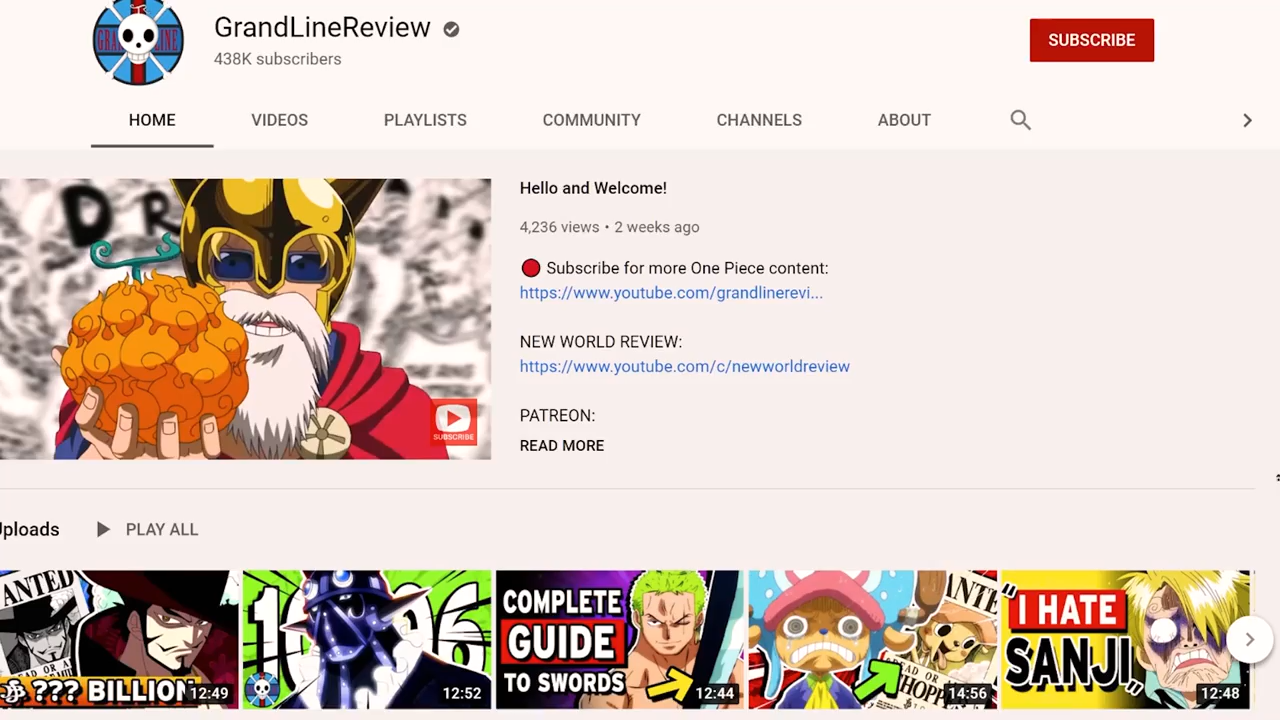 GrandLineReview
438K subscribers
SUBSCRIBE
HOME VIDEOS PLAYLISTS COMMUNITY CHANNELS ABOUT
D R
SUBSCRIBE
Hello and Welcome!
4,236 views • 2 weeks ago
🔴 Subscribe for more One Piece content:
https://www.youtube.com/grandlinerevi...
NEW WORLD REVIEW:
https://www.youtube.com/c/newworldreview
PATREON:
READ MORE
Uploads PLAY ALL
WANTED
??? BILLION
12:49
12:52
COMPLETE
GUIDE
TO SWORDS
12:44
WANTE
14:56
"I HATE
SANJI"
12:48